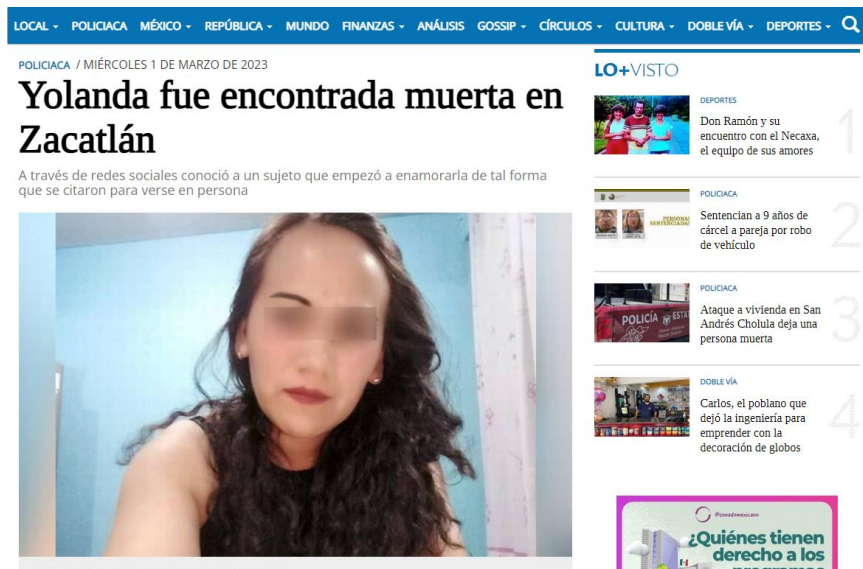 LOCAL POLICIACA MÉXICO REPÚBLICA MUNDO FINANZAS ANÁLISIS GOSSIP CÍRCULOS CULTURA DOBLE VÍA DEPORTES
POLICIACA / MIÉRCOLES 1 DE MARZO DE 2023
Yolanda fue encontrada muerta en
Zacatlán
A través de redes sociales conoció a un sujeto que empezó a enamorarla de tal forma
que se citaron para verse en persona
LO+VISTO
DEPORTES
Don Ramón y su
encuentro con el Necaxa,
el equipo de sus amores
1
POLICIACA
Sentencian a 9 años de
cárcel a pareja por robo
de vehículo
2
PERSONAS
SENTENCIADAS
POLICIACA
Ataque a vivienda en San
Andrés Cholula deja una
persona muerta
3
POLICÍA ESTAT
DOBLE VÍA
Carlos, el poblano que
dejó la ingeniería para
emprender con la
decoración de globos
4
¿Quiénes tienen
derecho a los
programas